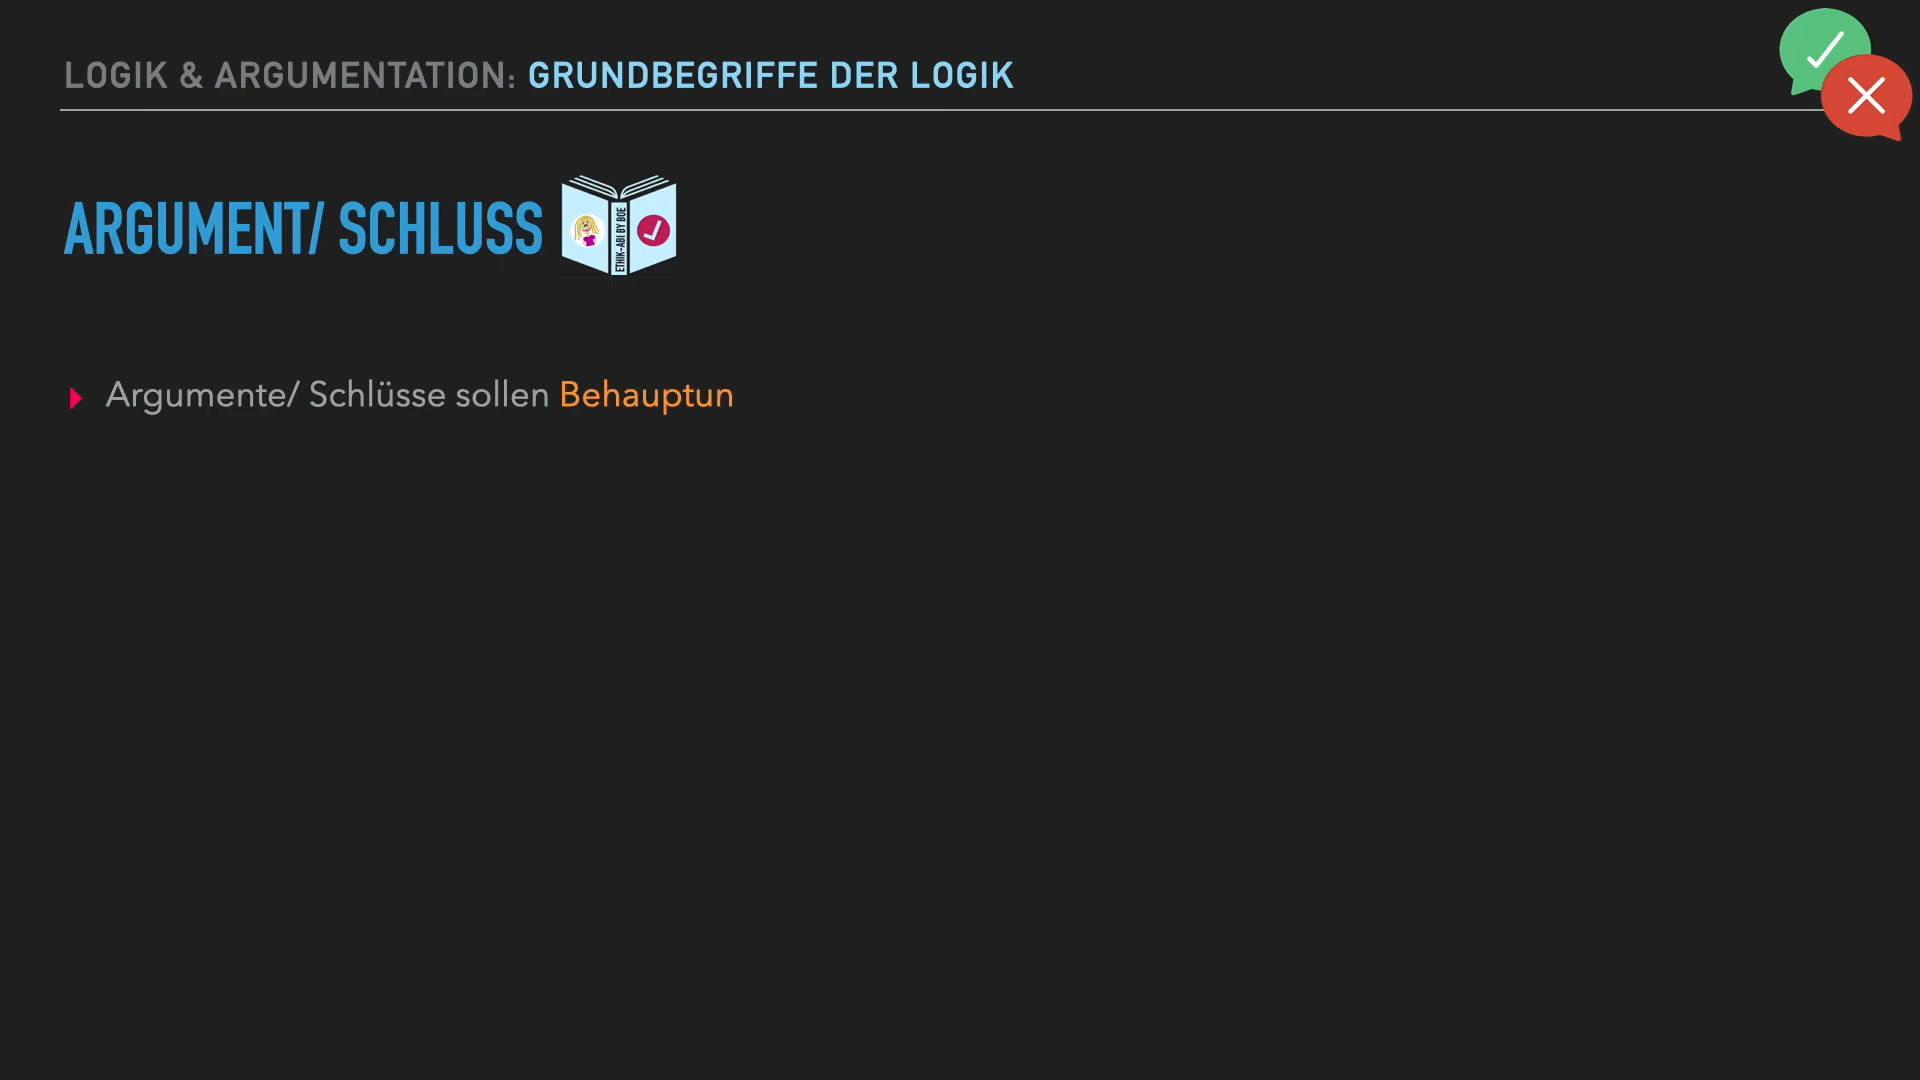 LOGIK & ARGUMENTATION: GRUNDBEGRIFFE DER LOGIK
ARGUMENT/ SCHLUSS
ETHIK-ABI BY BOE
Argumente/ Schlüsse sollen Behauptun